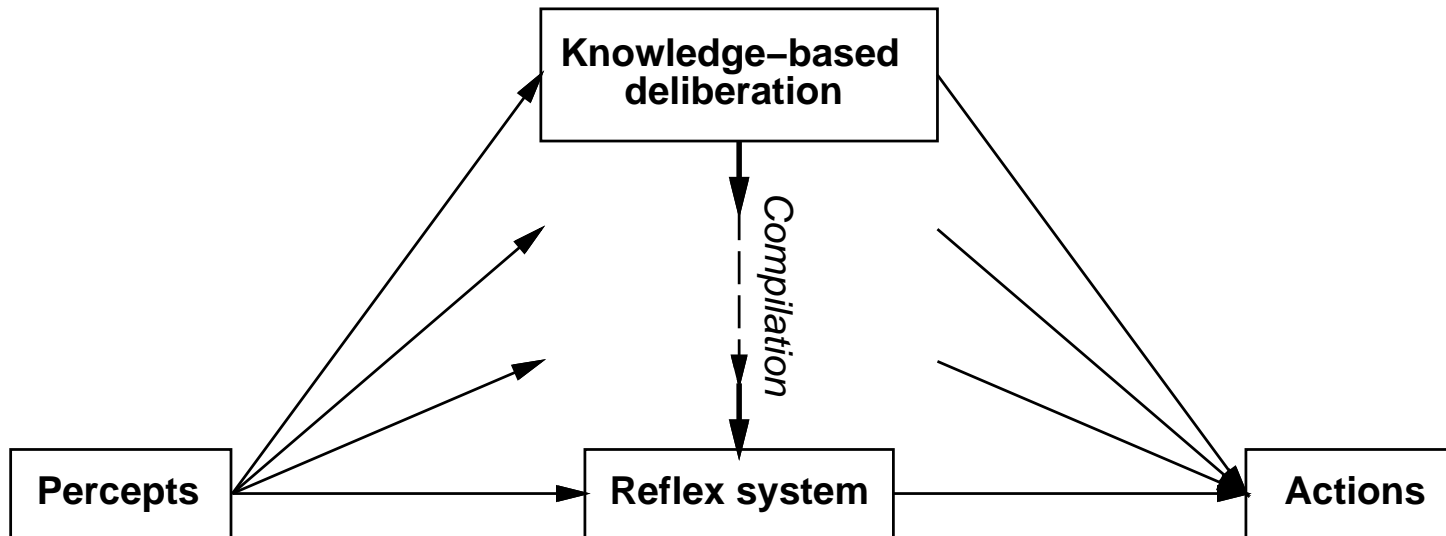 Knowledge−based
deliberation
Compilation
Percepts
Reflex system
Actions